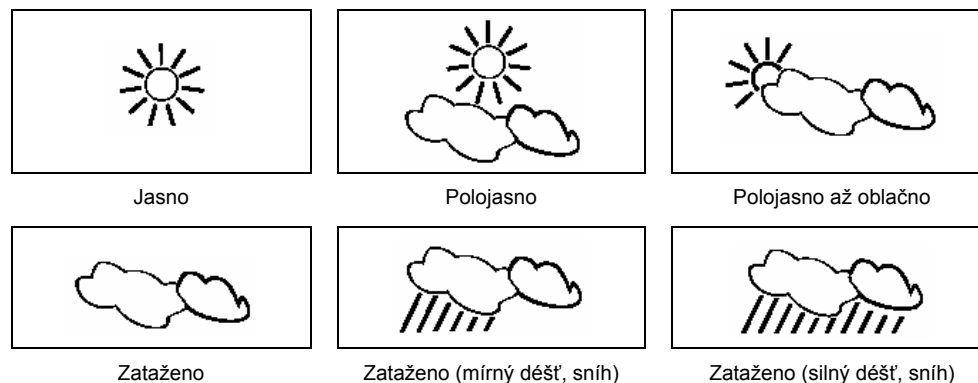 Jasno
Polojasno
Polojasno až oblačno
Zataženo
Zataženo (mírný déšť, sníh)
Zataženo (silný déšť, sníh)